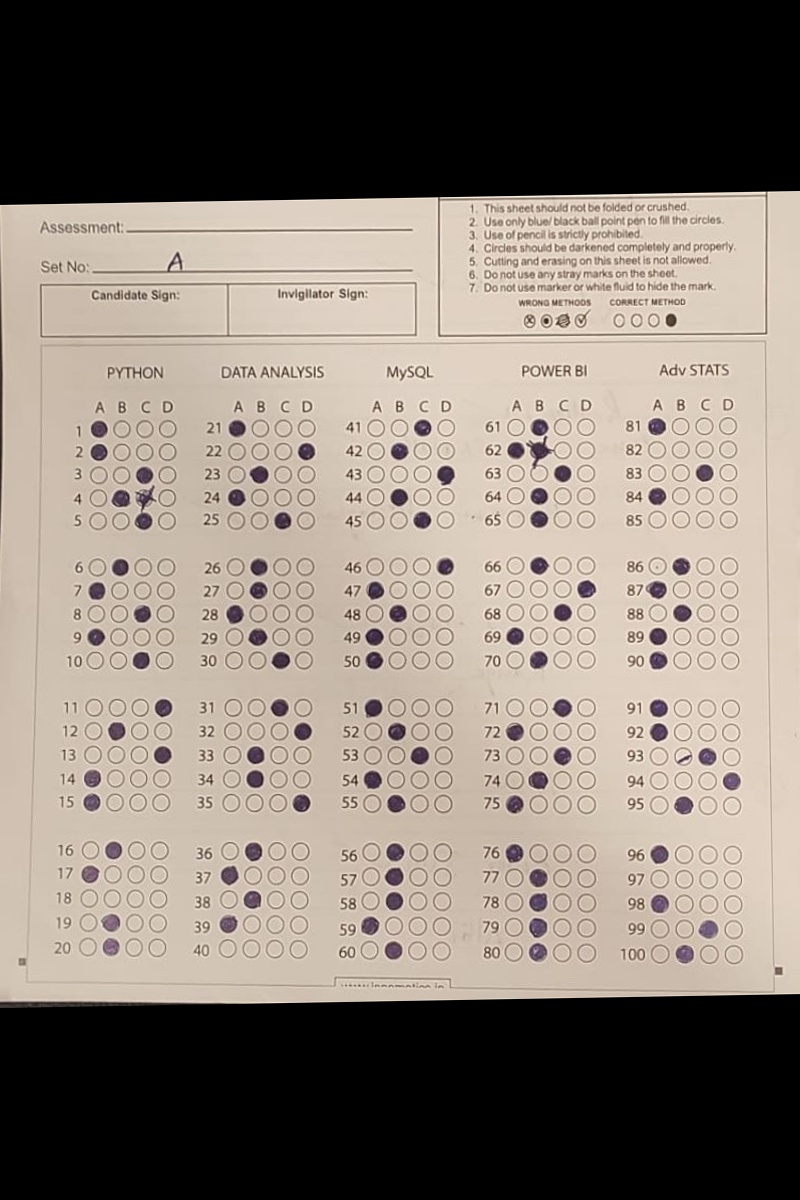 1. This sheet should not be folded or crushed.
2. Use only blue/ black ball point pen to fill the circles.
3. Use of pencil is strictly prohibited.
4. Circles should be darkened completely and properly.
5. Cutting and erasing on this sheet is not allowed.
6. Do not use any stray marks on the sheet.
7. Do not use marker or white fluid to hide the mark.
WRONG METHODS CORRECT METHOD
Assessment:
Set No: A
Candidate Sign: Invigilator Sign:
PYTHON DATA ANALYSIS MySQL POWER BI Adv STATS
A B C D A B C D A B C D A B C D A B C D
1 21 41 61 81
2 22 42 62 82
3 23 43 63 83
4 24 44 64 84
5 25 45 65 85
6 26 46 66 86
7 27 47 67 87
8 28 48 68 88
9 29 49 69 89
10 30 50 70 90
11 31 51 71 91
12 32 52 72 92
13 33 53 73 93
14 34 54 74 94
15 35 55 75 95
16 36 56 76 96
17 37 57 77 97
18 38 58 78 98
19 39 59 79 99
20 40 60 80 100